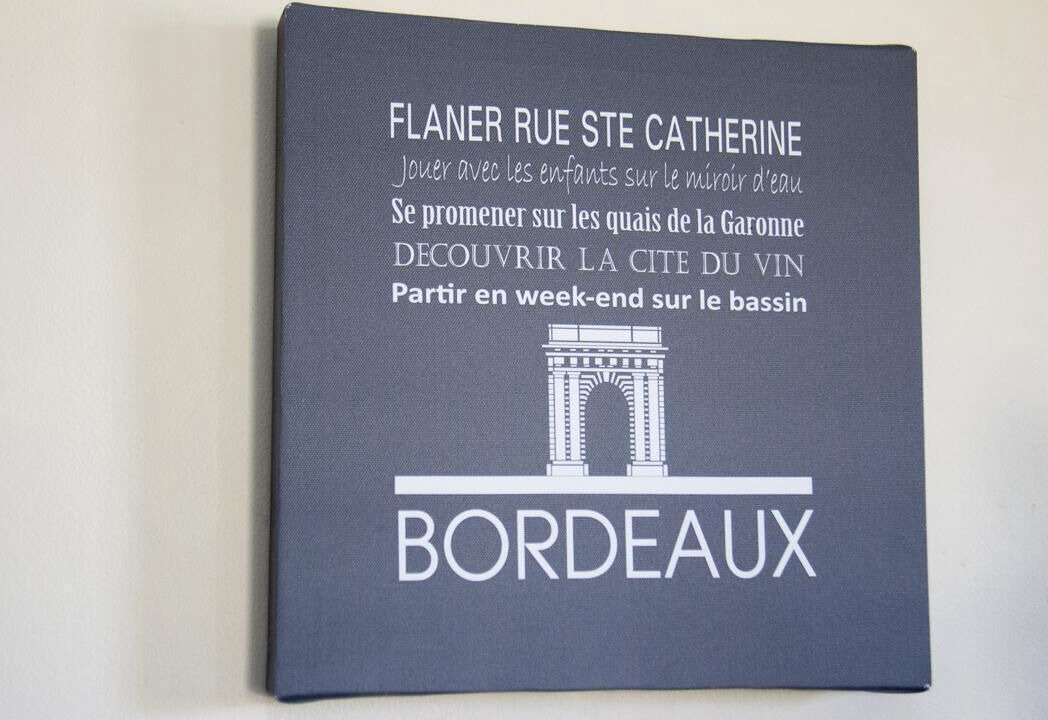 FLANER RUE STE CATHERINE
Jouer avec les enfants sur le miroir d'eau
Se promener sur les quais de la Garonne
DECOUVRIR LA CITE DU VIN
Partir en week-end sur le bassin
BORDEAUX